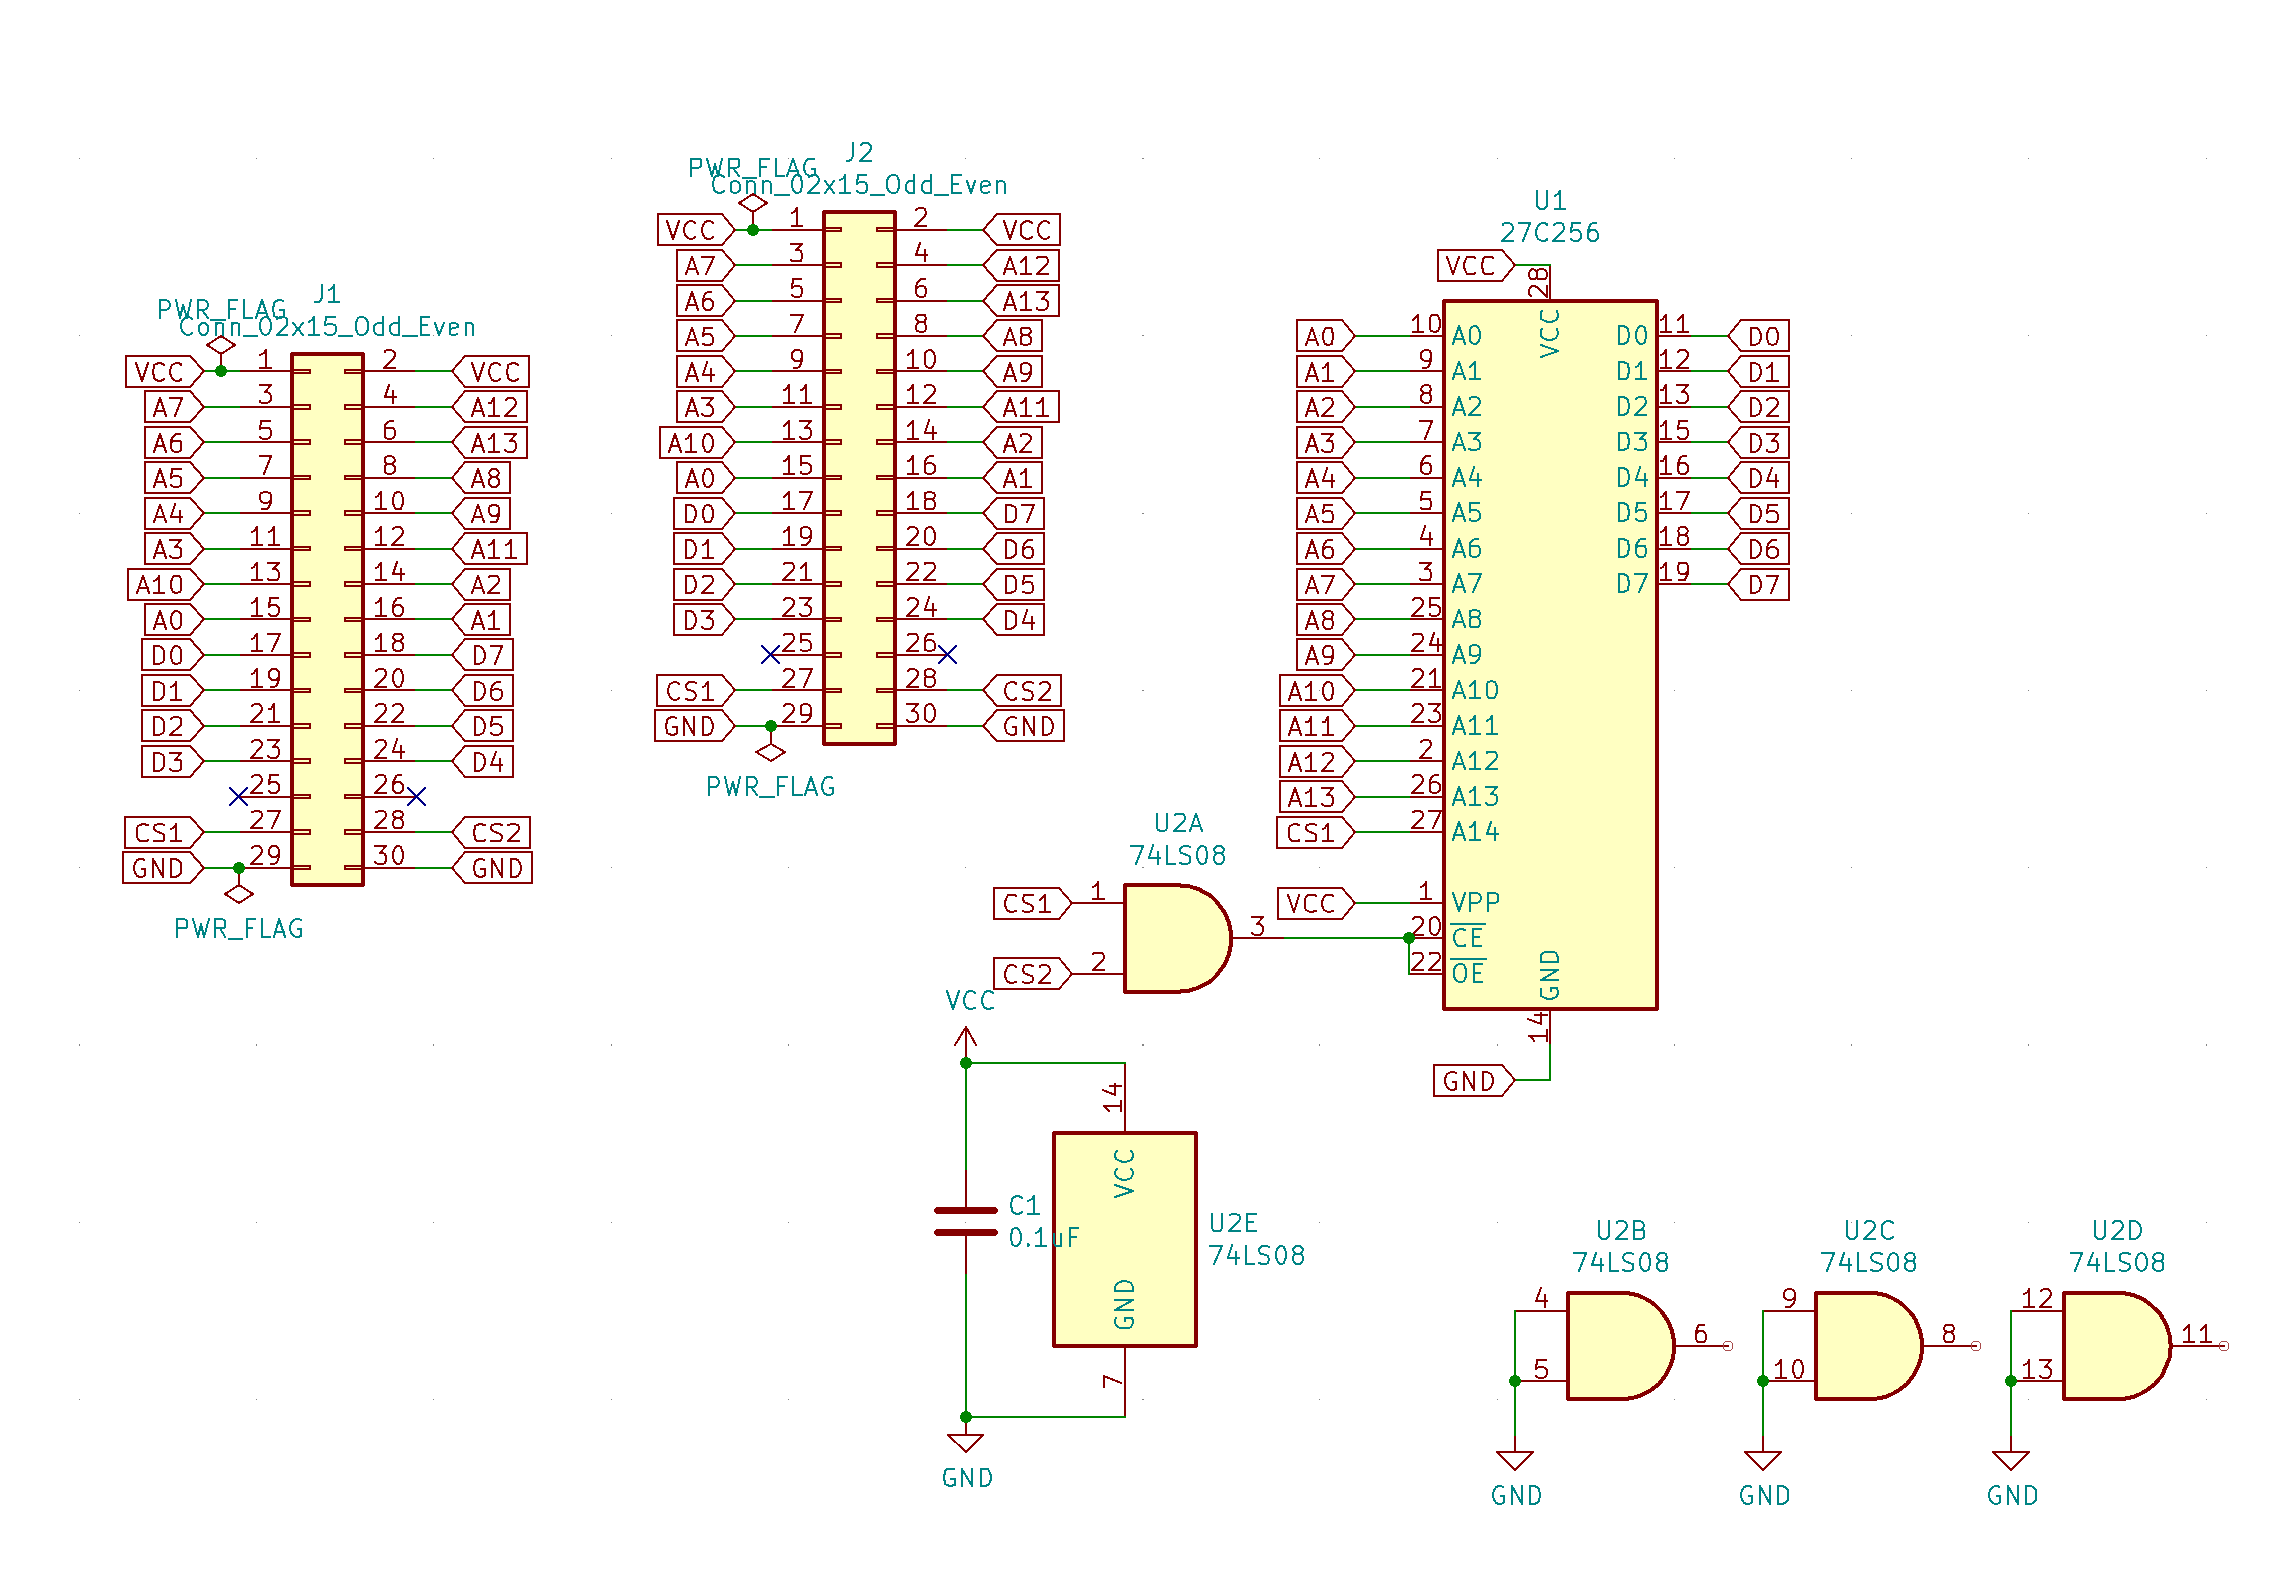 J1
PWR_FLAG
Conn_02x15_Odd_Even
VCC 1 2 VCC
A7 3 4 A12
A6 5 6 A13
A5 7 8 A8
A4 9 10 A9
A3 11 12 A11
A10 13 14 A2
A0 15 16 A1
D0 17 18 D7
D1 19 20 D6
D2 21 22 D5
D3 23 24 D4
25 26
CS1 27 28 CS2
GND 29 30 GND
PWR_FLAG
J2
PWR_FLAG
Conn_02x15_Odd_Even
VCC 1 2 VCC
A7 3 4 A12
A6 5 6 A13
A5 7 8 A8
A4 9 10 A9
A3 11 12 A11
A10 13 14 A2
A0 15 16 A1
D0 17 18 D7
D1 19 20 D6
D2 21 22 D5
D3 23 24 D4
25 26
CS1 27 28 CS2
GND 29 30 GND
PWR_FLAG
U1
27C256
VCC 28
VCC
A0 10 A0 D0 11 D0
A1 9 A1 D1 12 D1
A2 8 A2 D2 13 D2
A3 7 A3 D3 15 D3
A4 6 A4 D4 16 D4
A5 5 A5 D5 17 D5
A6 4 A6 D6 18 D6
A7 3 A7 D7 19 D7
A8 25 A8
A9 24 A9
A10 21 A10
A11 23 A11
A12 2 A12
A13 26 A13
CS1 27 A14
VCC 1 VPP
20 CE
22 OE
GND
14
GND
U2A
74LS08
CS1 1
3
CS2 2
VCC
14
VCC
C1
0.1uF
U2E
74LS08
GND
7
GND
U2B
74LS08
4
6
5
GND
U2C
74LS08
9
8
10
GND
U2D
74LS08
12
11
13
GND